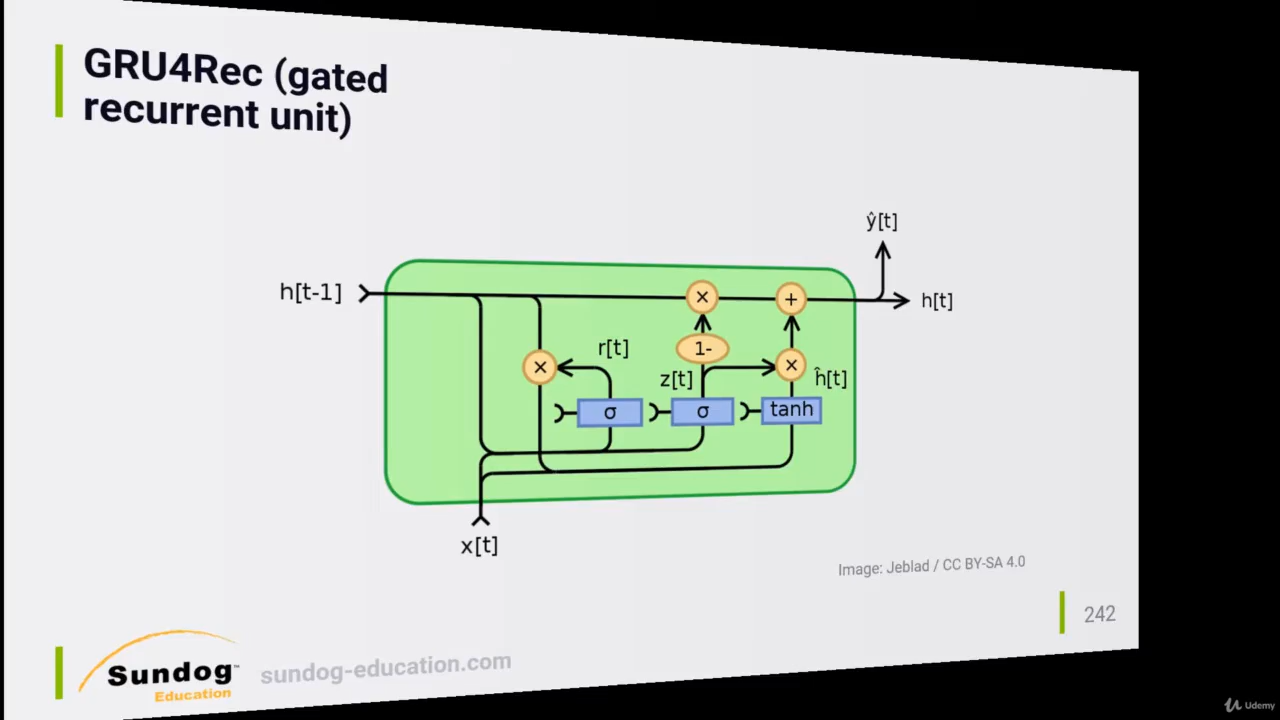 GRU4Rec (gated
recurrent unit)
ŷ[t]
h[t-1]
×
+
h[t]
r[t]
1-
×
z[t]
×
ĥ[t]
σ
σ
tanh
x[t]
Image: Jeblad / CC BY-SA 4.0
242
Sundog™
Education
sundog-education.com
Udemy